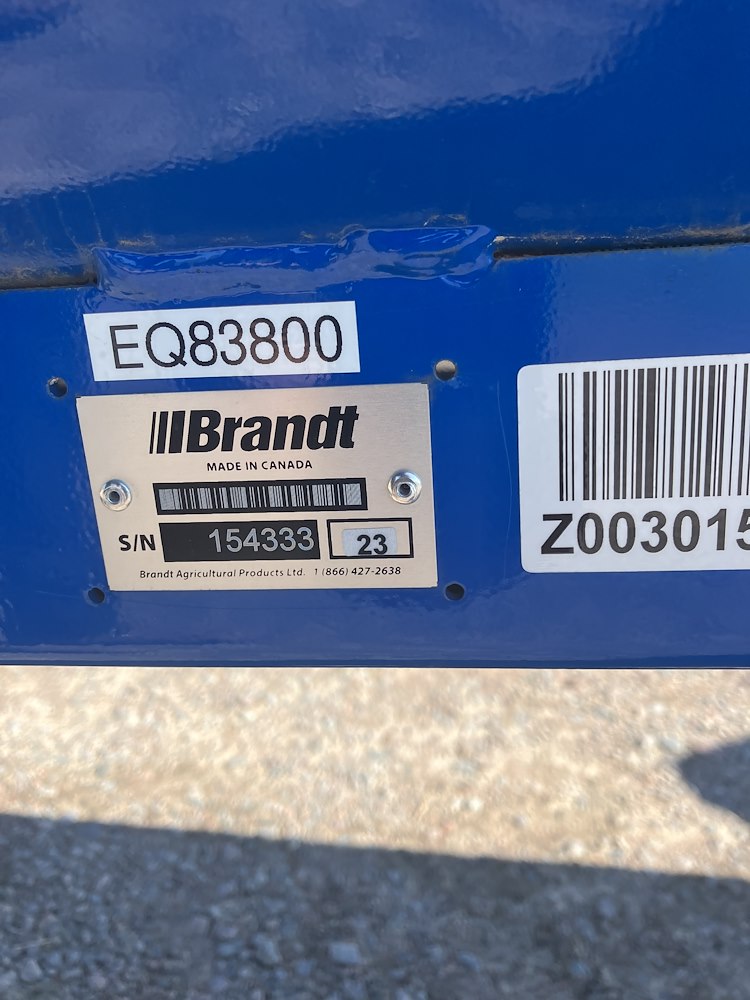 EQ83800
Brandt
MADE IN CANADA
S/N 154333 23
Brandt Agricultural Products Ltd. 1 (866) 427-2638
Z003015